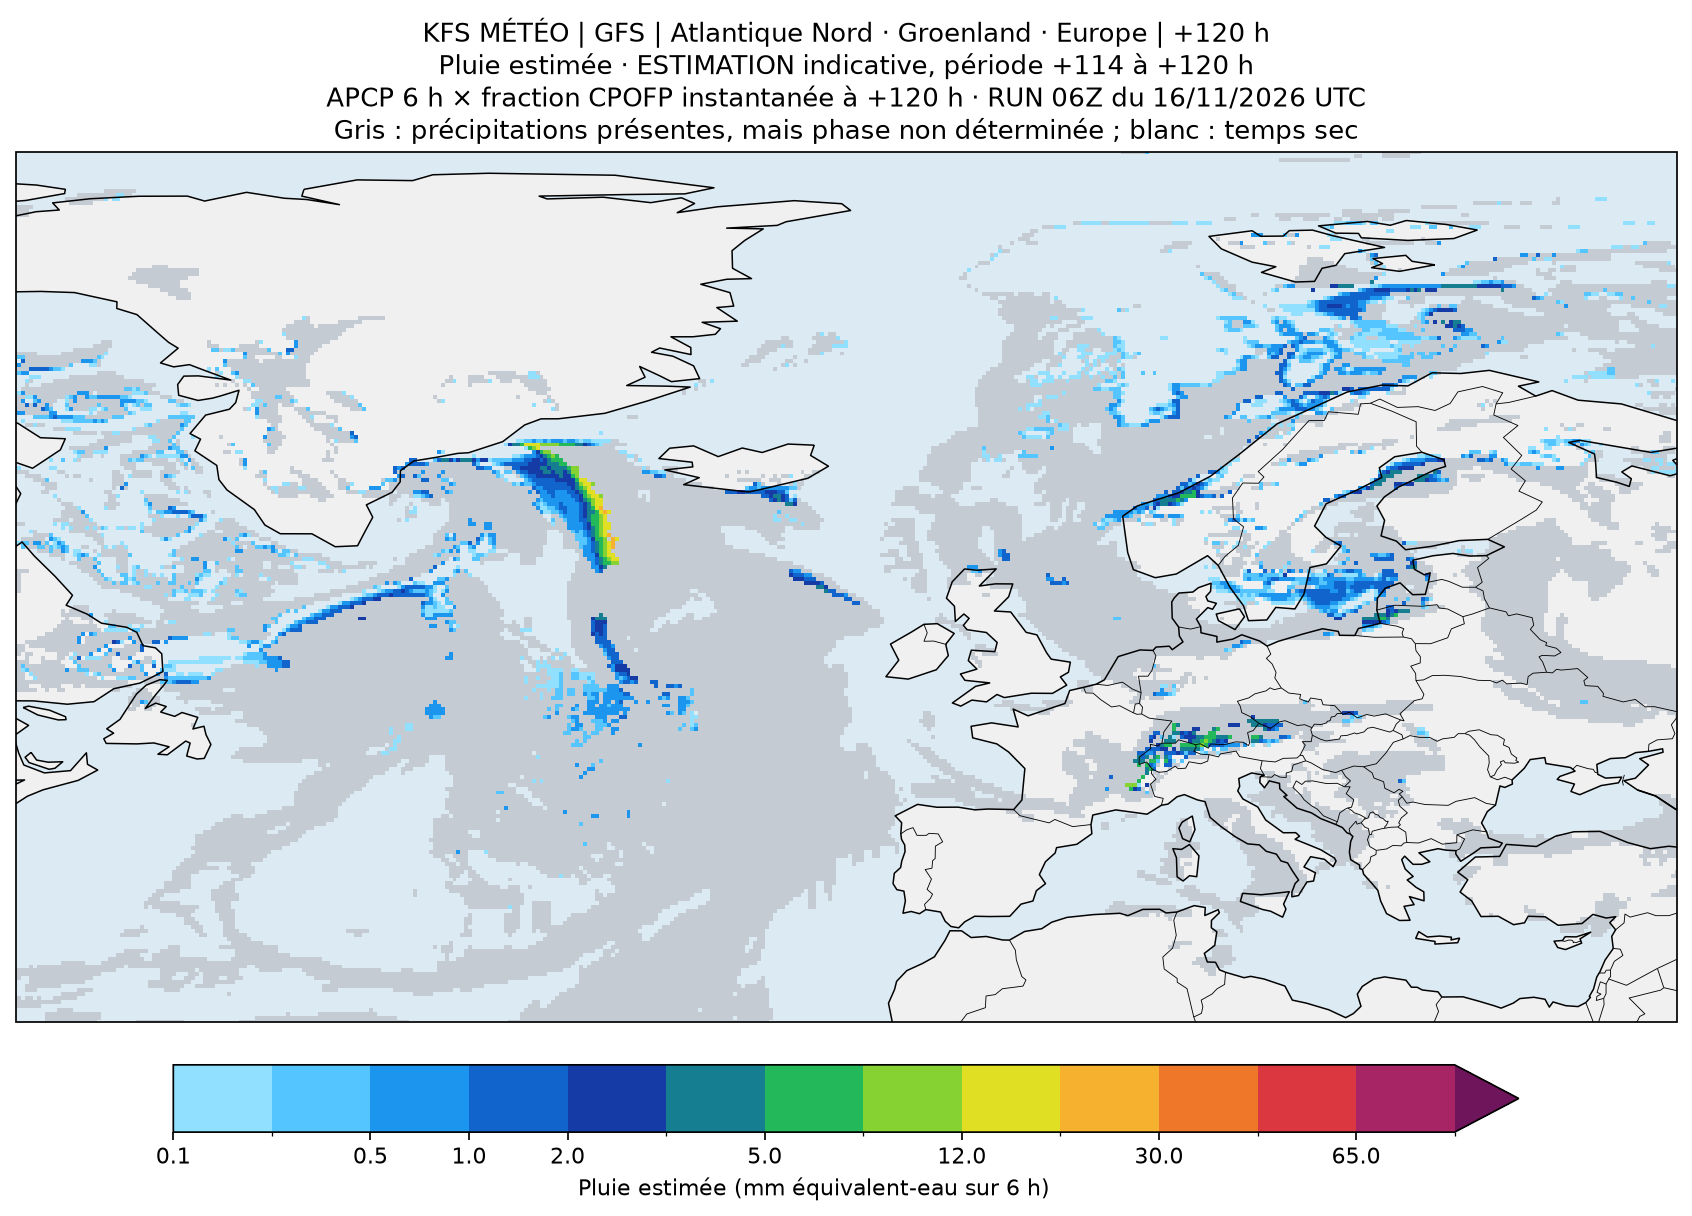 KFS MÉTÉO | GFS | Atlantique Nord · Groenland · Europe | +120 h
Pluie estimée · ESTIMATION indicative, période +114 à +120 h
APCP 6 h × fraction CPOFP instantanée à +120 h · RUN 06Z du 16/11/2026 UTC
Gris : précipitations présentes, mais phase non déterminée ; blanc : temps sec
0.1 0.5 1.0 2.0 5.0 12.0 30.0 65.0
Pluie estimée (mm équivalent-eau sur 6 h)